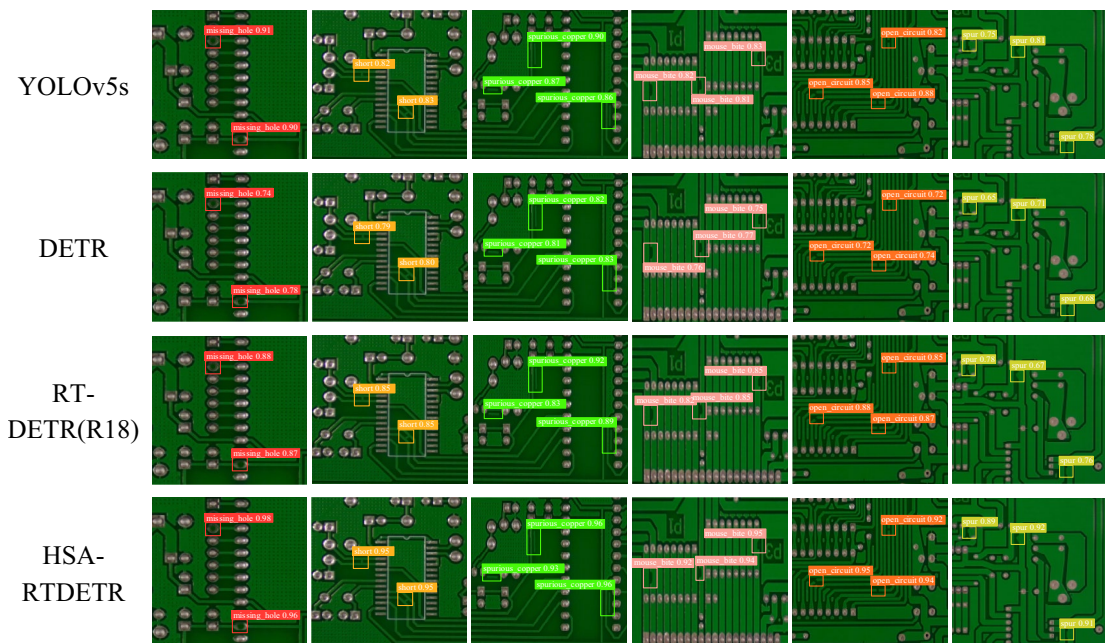 YOLOv5s
missing_hole 0.91
missing_hole 0.90
short 0.82
short 0.83
spurious_copper 0.90
spurious_copper 0.87
spurious_copper 0.86
mouse_bite 0.83
mouse_bite 0.82
mouse_bite 0.81
open_circuit 0.82
open_circuit 0.85
open_circuit 0.88
spur 0.75
spur 0.81
spur 0.78
DETR
missing_hole 0.74
missing_hole 0.78
short 0.79
short 0.80
spurious_copper 0.82
spurious_copper 0.81
spurious_copper 0.83
mouse_bite 0.75
mouse_bite 0.77
mouse_bite 0.76
open_circuit 0.72
open_circuit 0.72
open_circuit 0.74
spur 0.65
spur 0.71
spur 0.68
RT-
DETR(R18)
missing_hole 0.88
missing_hole 0.87
short 0.85
short 0.85
spurious_copper 0.92
spurious_copper 0.83
spurious_copper 0.89
mouse_bite 0.85
mouse_bite
mouse_bite 0.85
open_circuit 0.85
open_circuit 0.88
open_circuit 0.87
spur 0.78
spur 0.67
spur 0.76
HSA-
RTDETR
missing_hole 0.98
missing_hole 0.96
short 0.95
short 0.95
spurious_copper 0.96
spurious_copper 0.93
spurious_copper 0.96
mouse_bite 0.95
mouse_bite 0.92
mouse_bite 0.94
open_circuit 0.92
open_circuit 0.95
open_circuit 0.94
spur 0.89
spur 0.92
spur 0.91